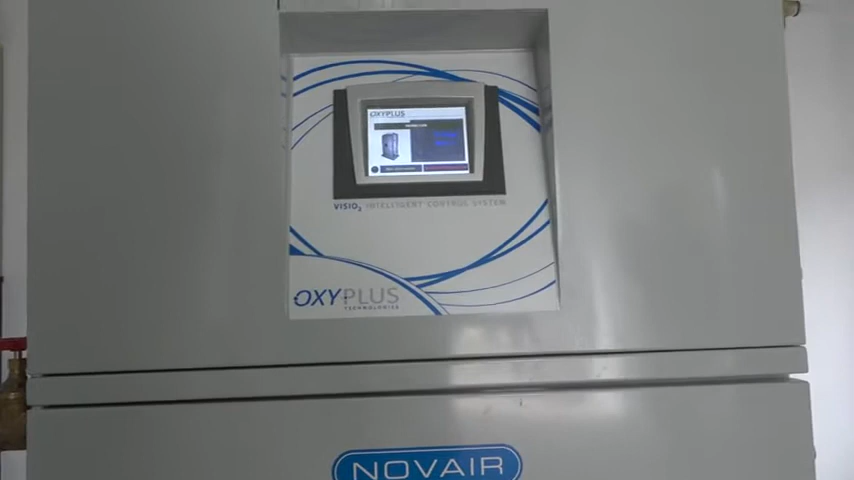 OXYPLUS
VISIO2 INTELLIGENT CONTROL SYSTEM
OXYPLUS
TECHNOLOGIES
NOVAIR